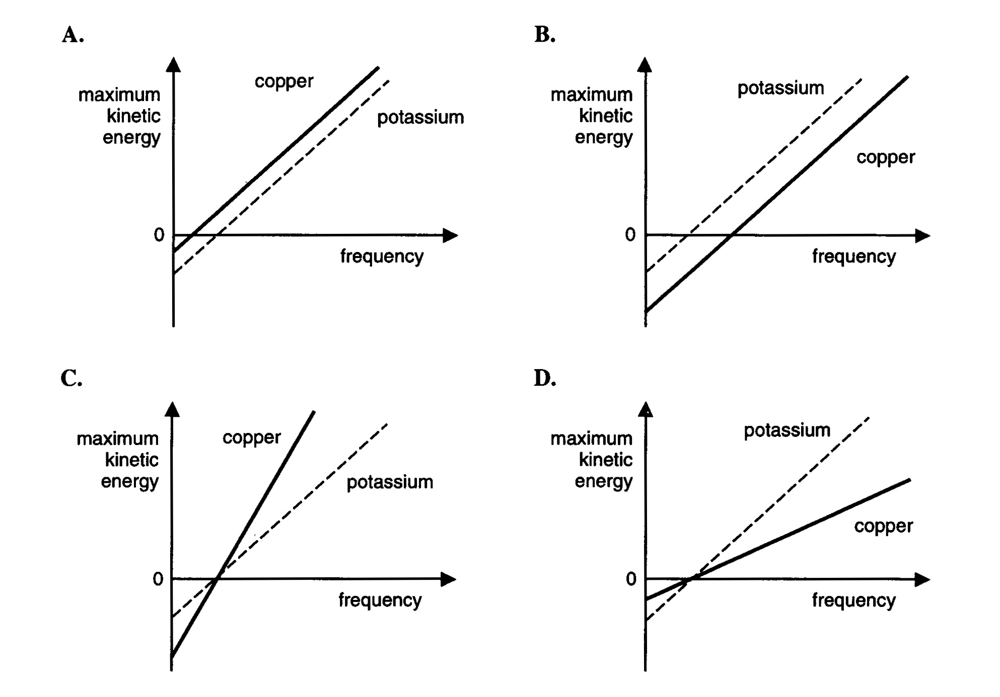 A.
maximum
kinetic
energy
copper
potassium
0
frequency
B.
maximum
kinetic
energy
potassium
copper
0
frequency
C.
maximum
kinetic
energy
copper
potassium
0
frequency
D.
maximum
kinetic
energy
potassium
copper
0
frequency